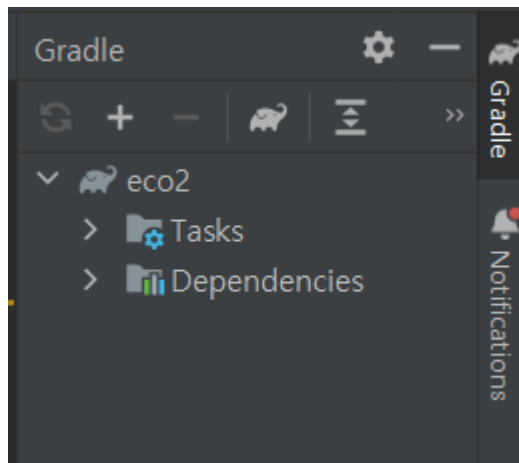 Gradle
eco2
Tasks
Dependencies
Gradle
Notifications